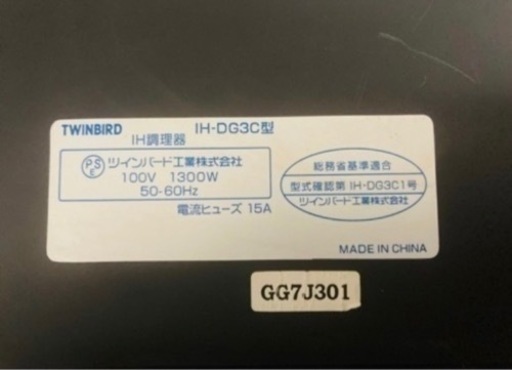 TWINBIRD IH-DG3C型
IH調理器
PSE ツインバード工業株式会社
100V 1300W
50-60Hz
電流ヒューズ 15A
総務省基準適合
型式確認第 IH-DG3C1号
ツインバード工業株式会社
MADE IN CHINA
GG7J301